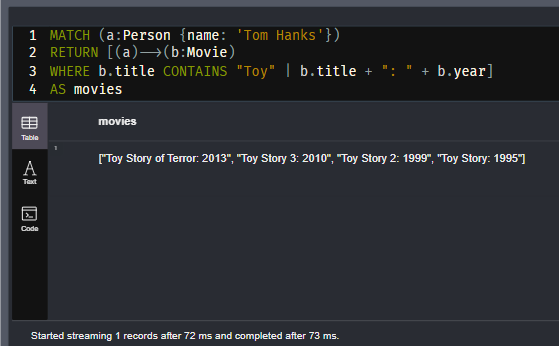 1 MATCH (a:Person {name: 'Tom Hanks'})
2 RETURN [(a)-->(b:Movie)
3 WHERE b.title CONTAINS "Toy" | b.title + ": " + b.year]
4 AS movies
Table
movies
1
["Toy Story of Terror: 2013", "Toy Story 3: 2010", "Toy Story 2: 1999", "Toy Story: 1995"]
A
Text
>_
Code
Started streaming 1 records after 72 ms and completed after 73 ms.